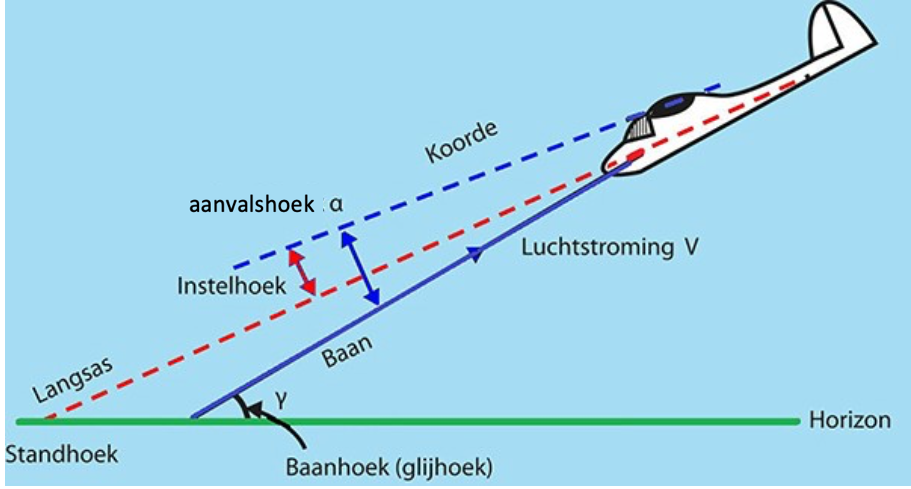 Koorde
aanvalshoek α
Luchtstroming V
Instelhoek
Baan
Langsas
γ
Horizon
Standhoek
Baanhoek (glijhoek)